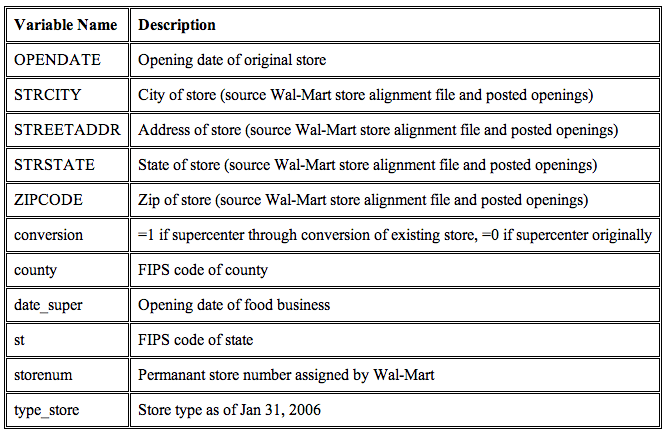 Variable Name Description
OPENDATE Opening date of original store
STRCITY City of store (source Wal-Mart store alignment file and posted openings)
STREETADDR Address of store (source Wal-Mart store alignment file and posted openings)
STRSTATE State of store (source Wal-Mart store alignment file and posted openings)
ZIPCODE Zip of store (source Wal-Mart store alignment file and posted openings)
conversion =1 if supercenter through conversion of existing store, =0 if supercenter originally
county FIPS code of county
date_super Opening date of food business
st FIPS code of state
storenum Permanant store number assigned by Wal-Mart
type_store Store type as of Jan 31, 2006